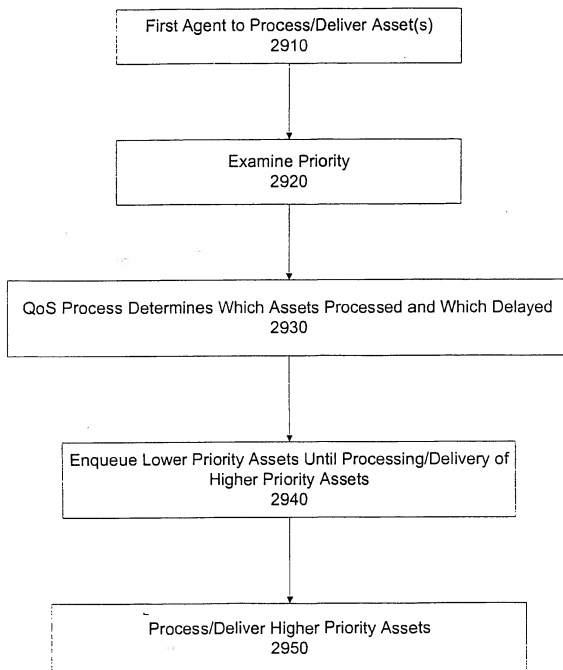 First Agent to Process/Deliver Asset(s)
2910
Examine Priority
2920
QoS Process Determines Which Assets Processed and Which Delayed
2930
Enqueue Lower Priority Assets Until Processing/Delivery of
Higher Priority Assets
2940
Process/Deliver Higher Priority Assets
2950